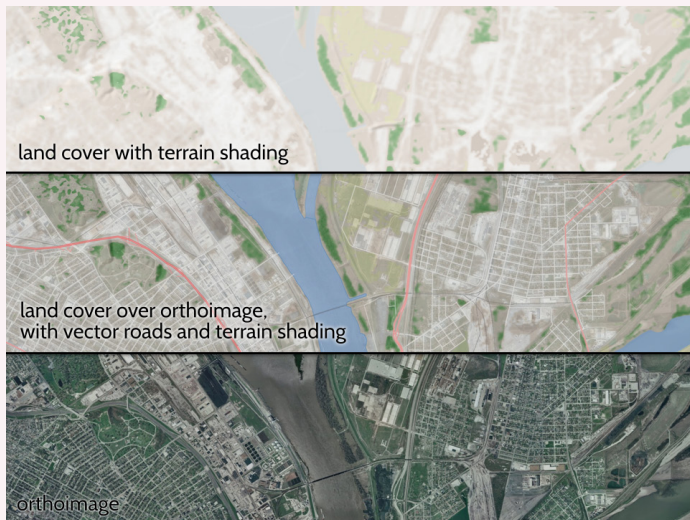 land cover with terrain shading
land cover over orthoimage,
with vector roads and terrain shading
orthoimage